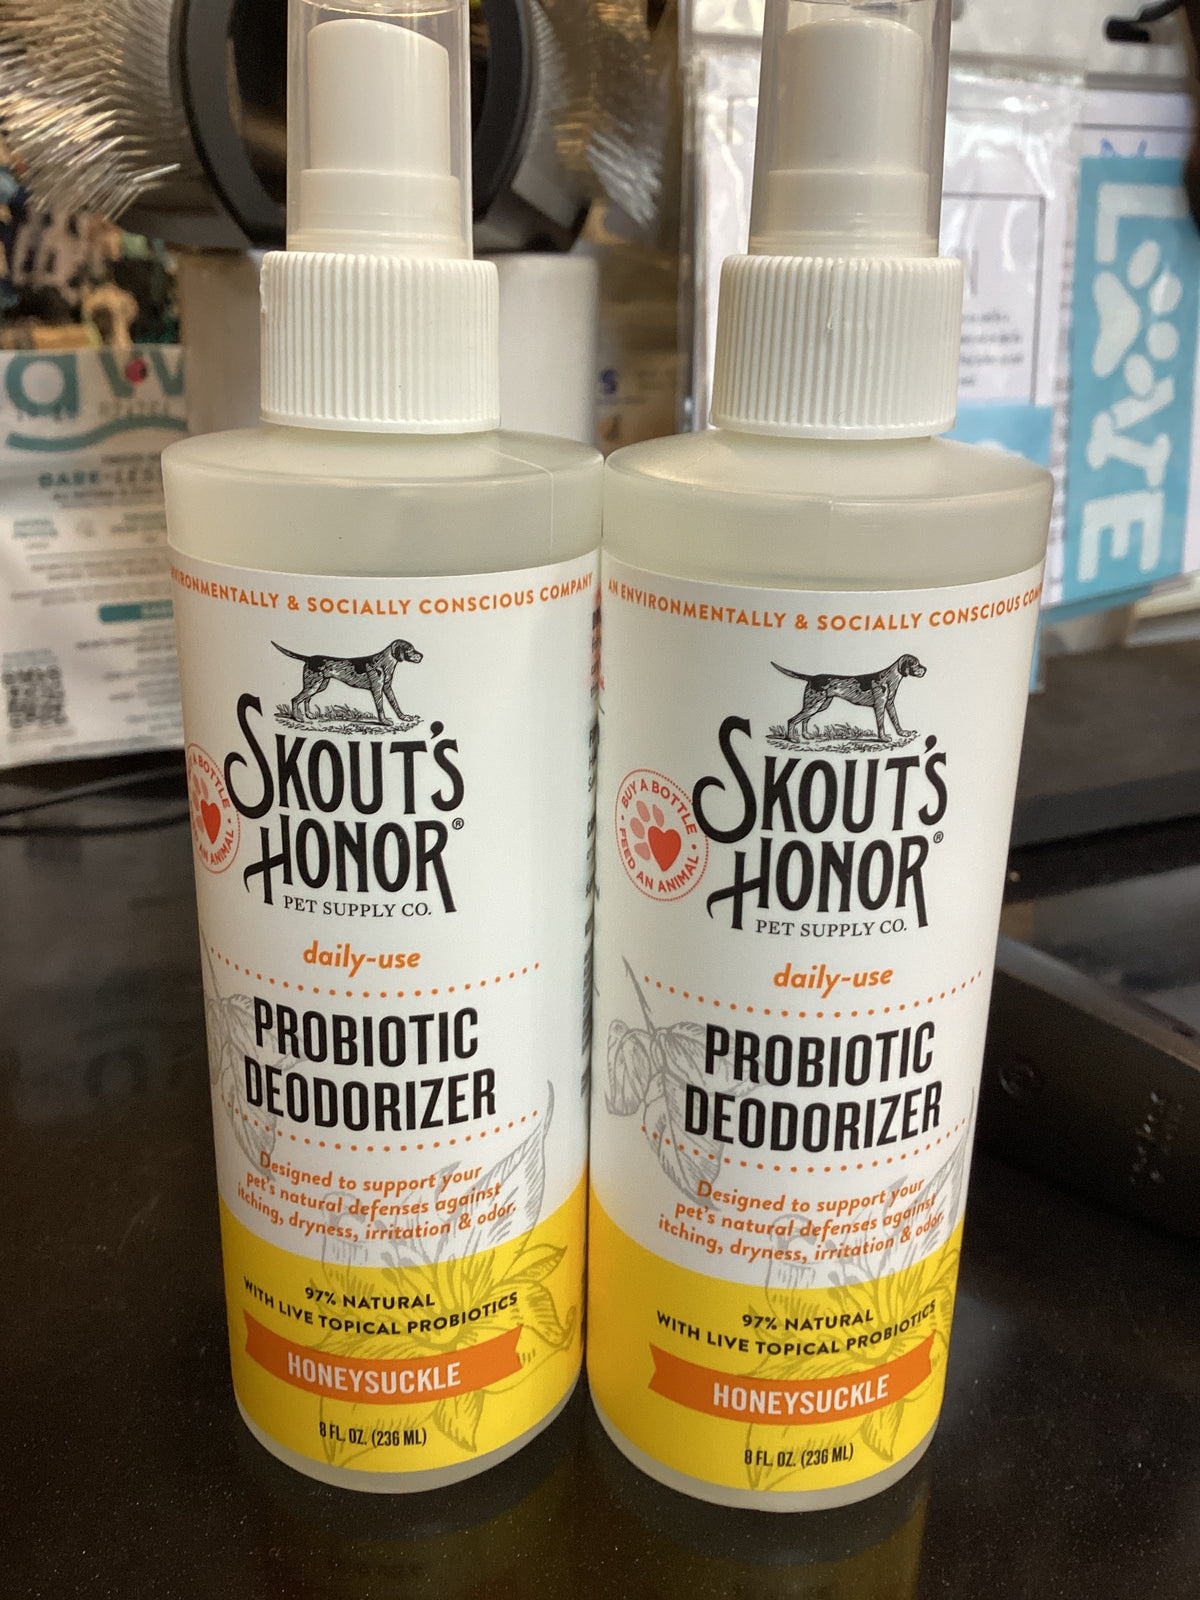 ENVIRONMENTALLY & SOCIALLY CONSCIOUS COMPANY
SKOUT'S
HONOR®
PET SUPPLY CO.
A BOTTLE
AN ANIMAL
daily-use
PROBIOTIC
DEODORIZER
Designed to support your
pet's natural defenses against
itching, dryness, irritation & odor.
97% NATURAL
WITH LIVE TOPICAL PROBIOTICS
HONEYSUCKLE
8 FL. OZ. (236 ML)
AN ENVIRONMENTALLY & SOCIALLY CONSCIOUS
SKOUT'S
HONOR®
PET SUPPLY CO.
BUY A BOTTLE
FEED AN ANIMAL
daily-use
PROBIOTIC
DEODORIZER
Designed to support your
pet's natural defenses against
itching, dryness, irritation & odor.
97% NATURAL
WITH LIVE TOPICAL PROBIOTICS
HONEYSUCKLE
8 FL. OZ. (236 ML)
LOVE